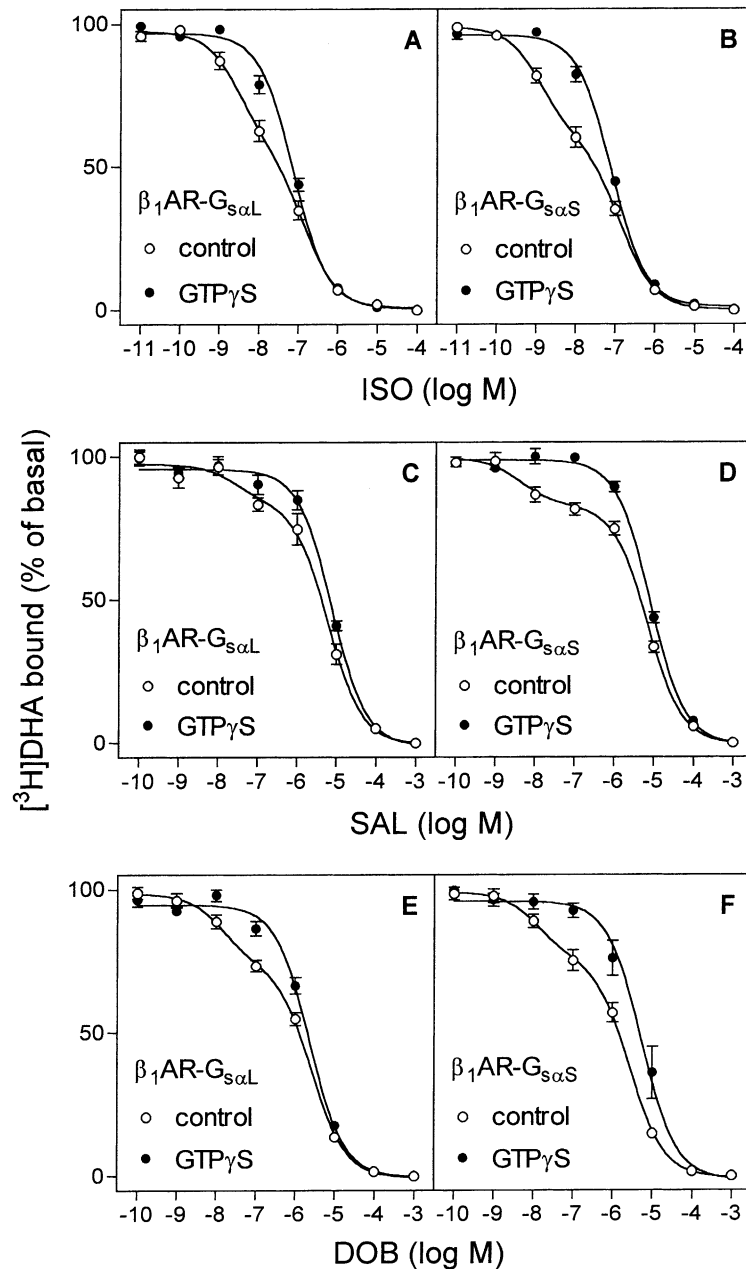 A
B
100
50
0
β₁AR-GsαL
control
GTPγS
β₁AR-GsαS
control
GTPγS
-11 -10 -9 -8 -7 -6 -5 -4
-11 -10 -9 -8 -7 -6 -5 -4
ISO (log M)
[³H]DHA bound (% of basal)
C
D
100
50
0
β₁AR-GsαL
control
GTPγS
β₁AR-GsαS
control
GTPγS
-10 -9 -8 -7 -6 -5 -4 -3
-10 -9 -8 -7 -6 -5 -4 -3
SAL (log M)
E
F
100
50
0
β₁AR-GsαL
control
GTPγS
β₁AR-GsαS
control
GTPγS
-10 -9 -8 -7 -6 -5 -4 -3
-10 -9 -8 -7 -6 -5 -4 -3
DOB (log M)